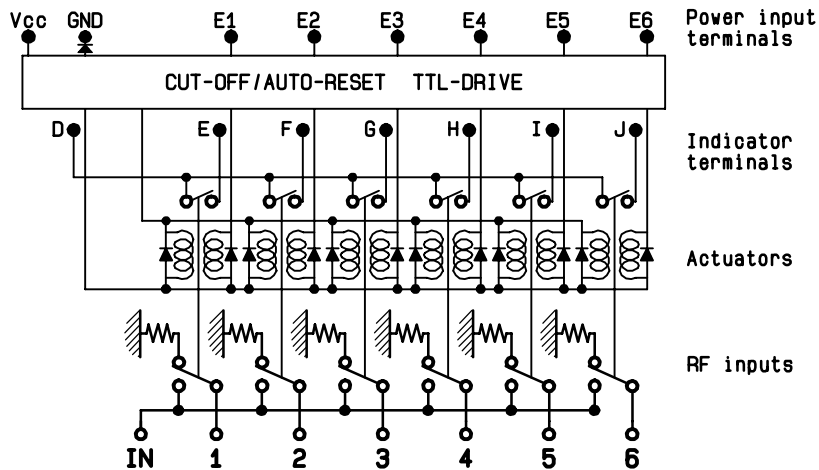 Vcc GND E1 E2 E3 E4 E5 E6 Power input
terminals
CUT-OFF/AUTO-RESET TTL-DRIVE
D E F G H I J Indicator
terminals
Actuators
RF inputs
IN 1 2 3 4 5 6